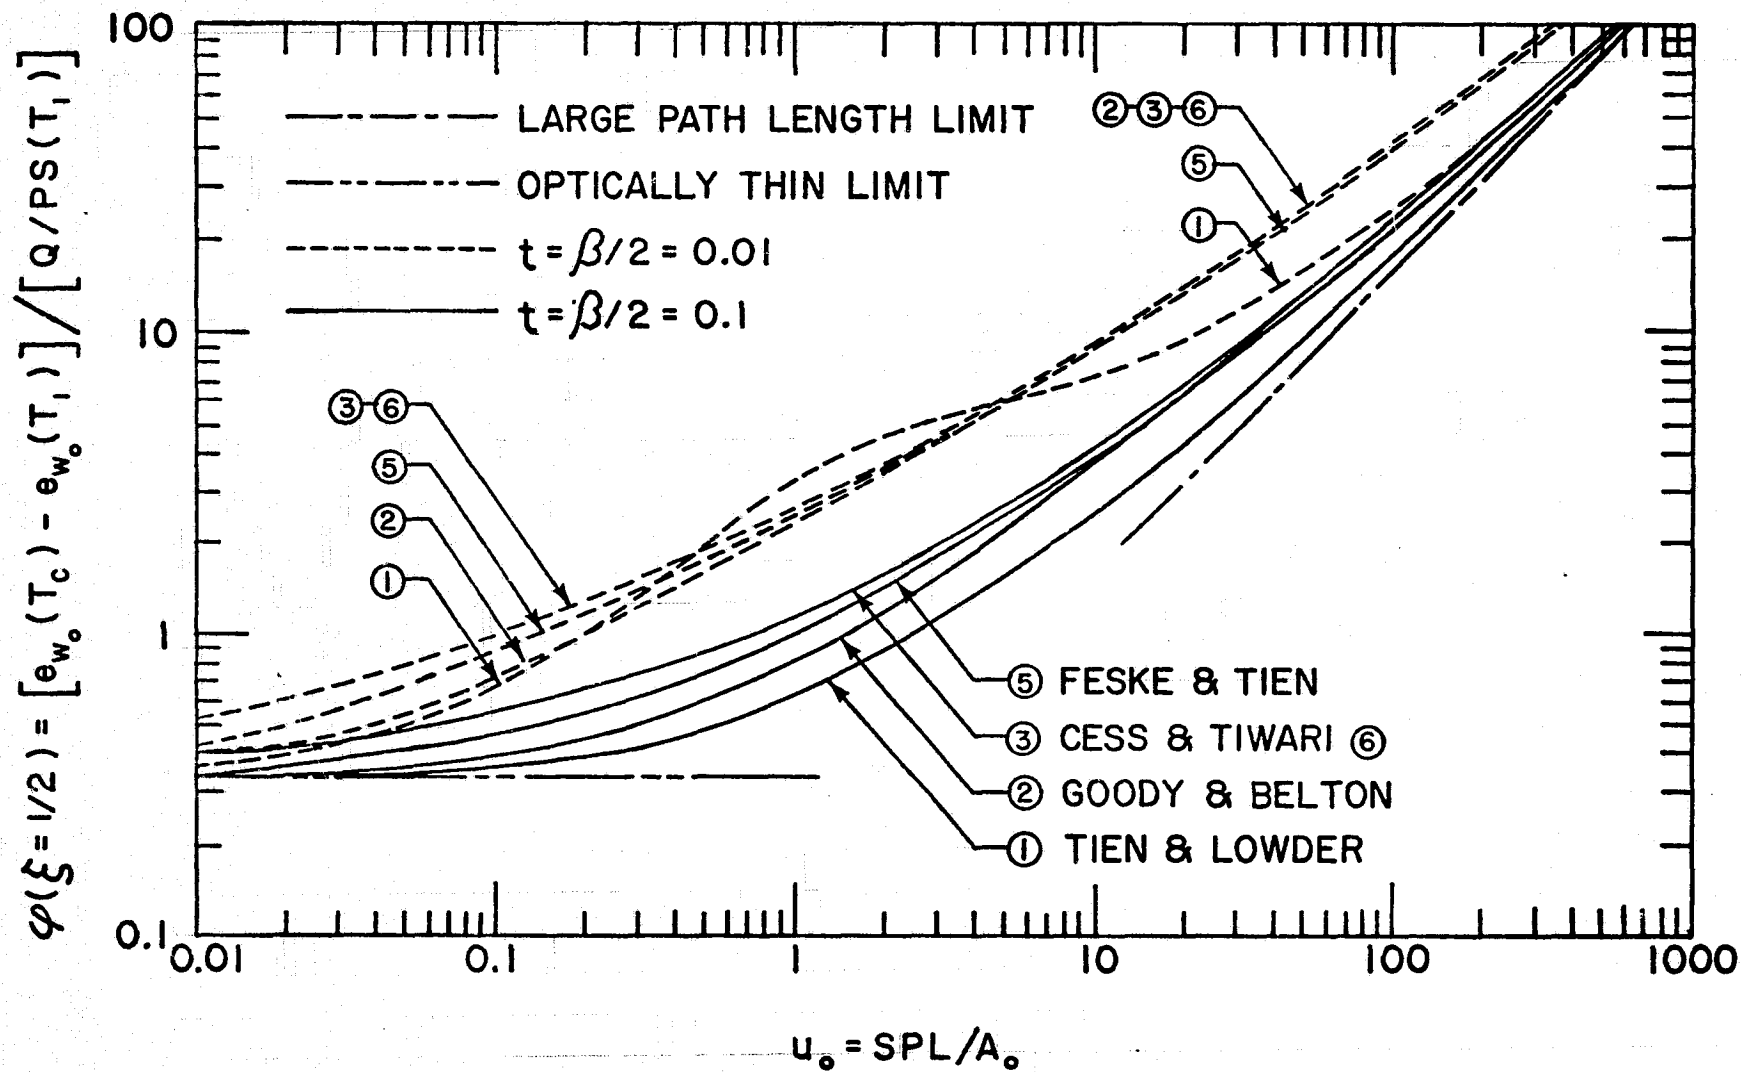 φ(ξ=1/2) = [e_w₀(T_c) - e_w₀(T₁)]/[Q/PS(T₁)]
100
10
1
0.1
LARGE PATH LENGTH LIMIT
OPTICALLY THIN LIMIT
t=β/2=0.01
t=β/2=0.1
②③⑥
⑤
①
③⑥
⑤
②
①
⑤ FESKE & TIEN
③ CESS & TIWARI ⑥
② GOODY & BELTON
① TIEN & LOWDER
0.01 0.1 1 10 100 1000
u₀=SPL/A₀